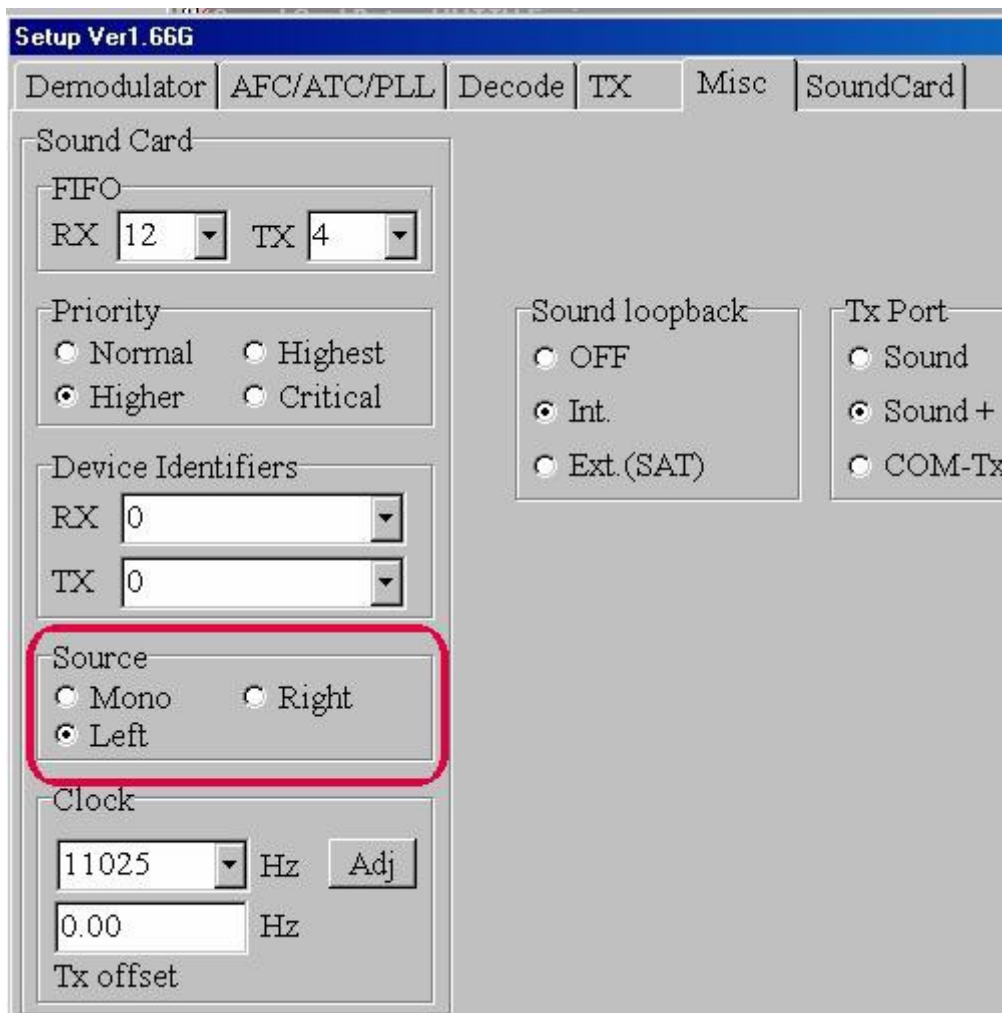 Setup Ver1.66G
Demodulator AFC/ATC/PLL Decode TX Misc SoundCard
Sound Card
FIFO
RX 12 TX 4
Priority
Normal Highest
Higher Critical
Device Identifiers
RX 0
TX 0
Source
Mono Right
Left
Clock
11025 Hz Adj
0.00 Hz
Tx offset
Sound loopback
OFF
Int.
Ext.(SAT)
Tx Port
Sound
Sound +
COM-Tx